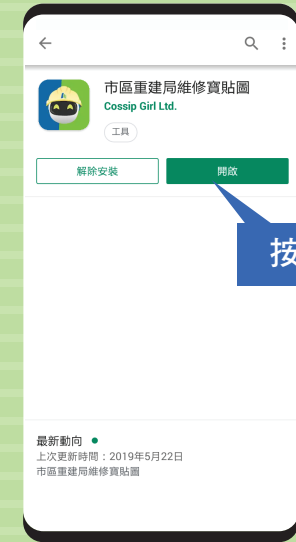 市區重建局維修寶貼圖
Cossip Girl Ltd.
工具
解除安裝
開啟
按
最新動向
上次更新時間：2019年5月22日
市區重建局維修寶貼圖